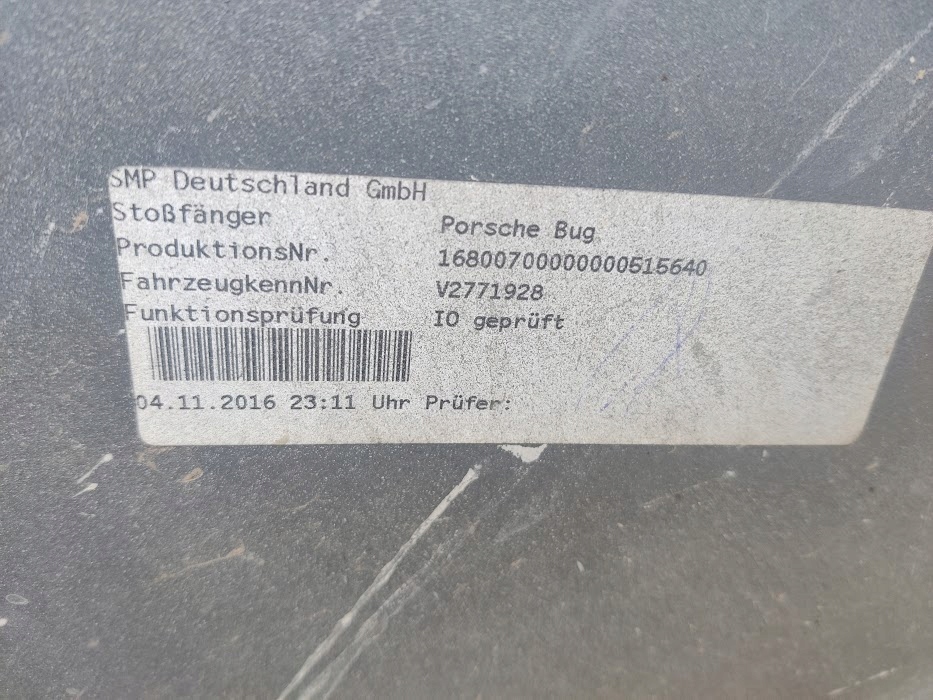 SMP Deutschland GmbH
Stoßfänger Porsche Bug
ProduktionsNr. 16800700000000515640
FahrzeugkennNr. V2771928
Funktionsprüfung IO geprüft
04.11.2016 23:11 Uhr Prüfer: